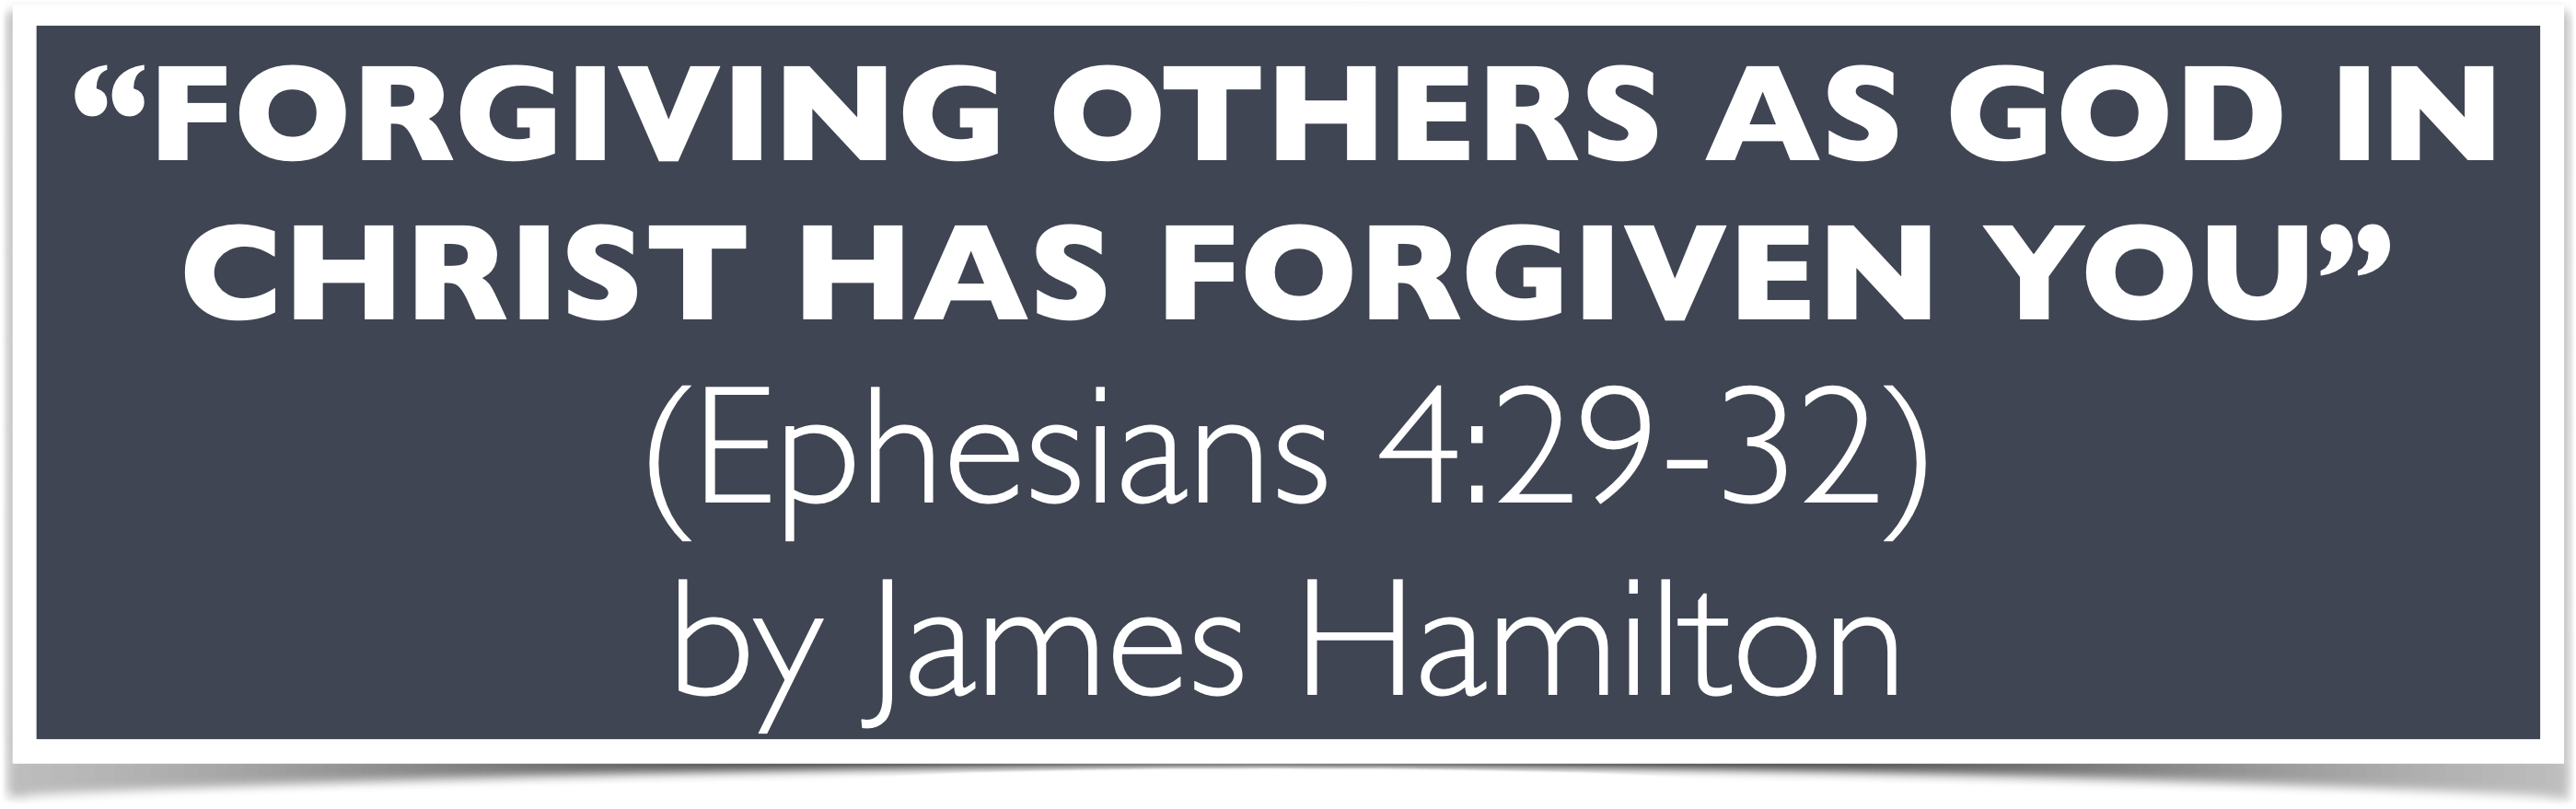 “FORGIVING OTHERS AS GOD IN
CHRIST HAS FORGIVEN YOU”
(Ephesians 4:29-32)
by James Hamilton